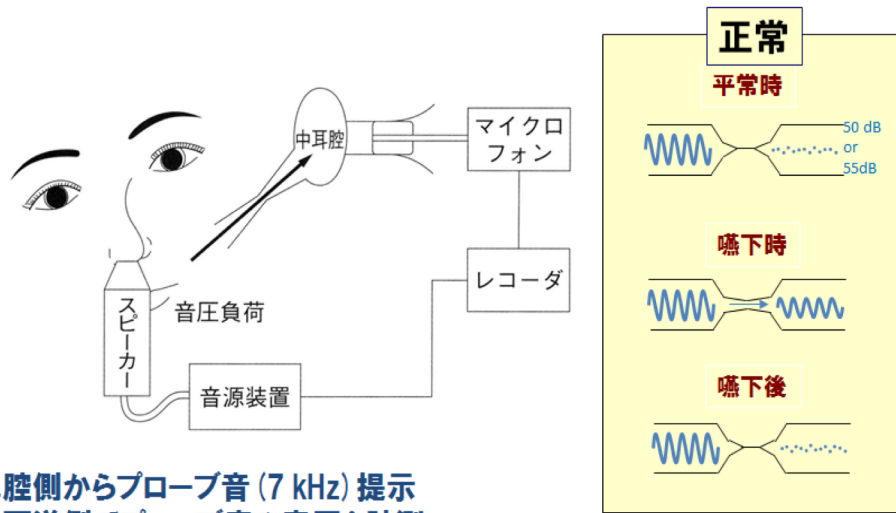 正常
平常時
50 dB
or
55dB
嚥下時
嚥下後
中耳腔
マイクロ
フォン
レコーダ
スピーカー
音圧負荷
音源装置
腔側からプローブ音 (7 kHz) 提示